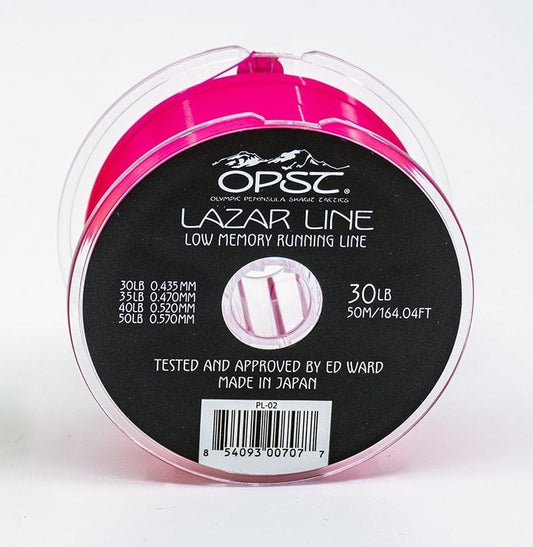 OPST®
OLYMPIC PENINSULA SKAGIT TACTICS
LAZAR LINE
LOW MEMORY RUNNING LINE
30LB 0.435MM
35LB 0.470MM
40LB 0.520MM
50LB 0.570MM
30LB
50M/164.04FT
TESTED AND APPROVED BY ED WARD
MADE IN JAPAN
PL-02
8 54093 00707 7